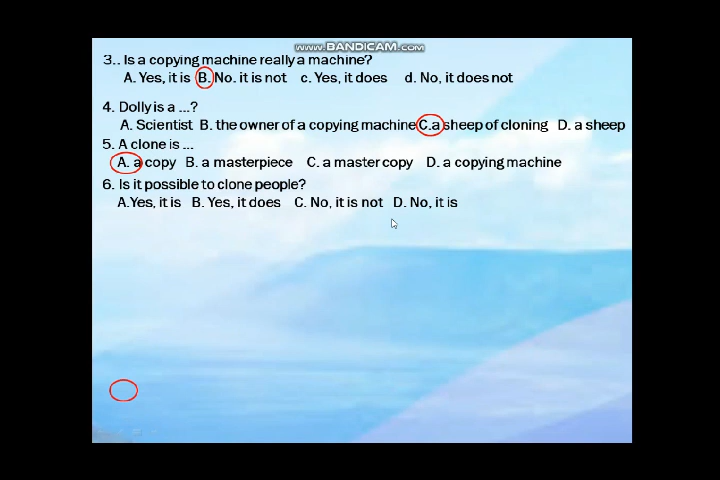 www.BANDICAM.com
3.. Is a copying machine really a machine?
A. Yes, it is B. No. it is not c. Yes, it does d. No, it does not
4. Dolly is a ...?
A. Scientist B. the owner of a copying machine C.a sheep of cloning D. a sheep
5. A clone is ...
A. a copy B. a masterpiece C. a master copy D. a copying machine
6. Is it possible to clone people?
A.Yes, it is B. Yes, it does C. No, it is not D. No, it is